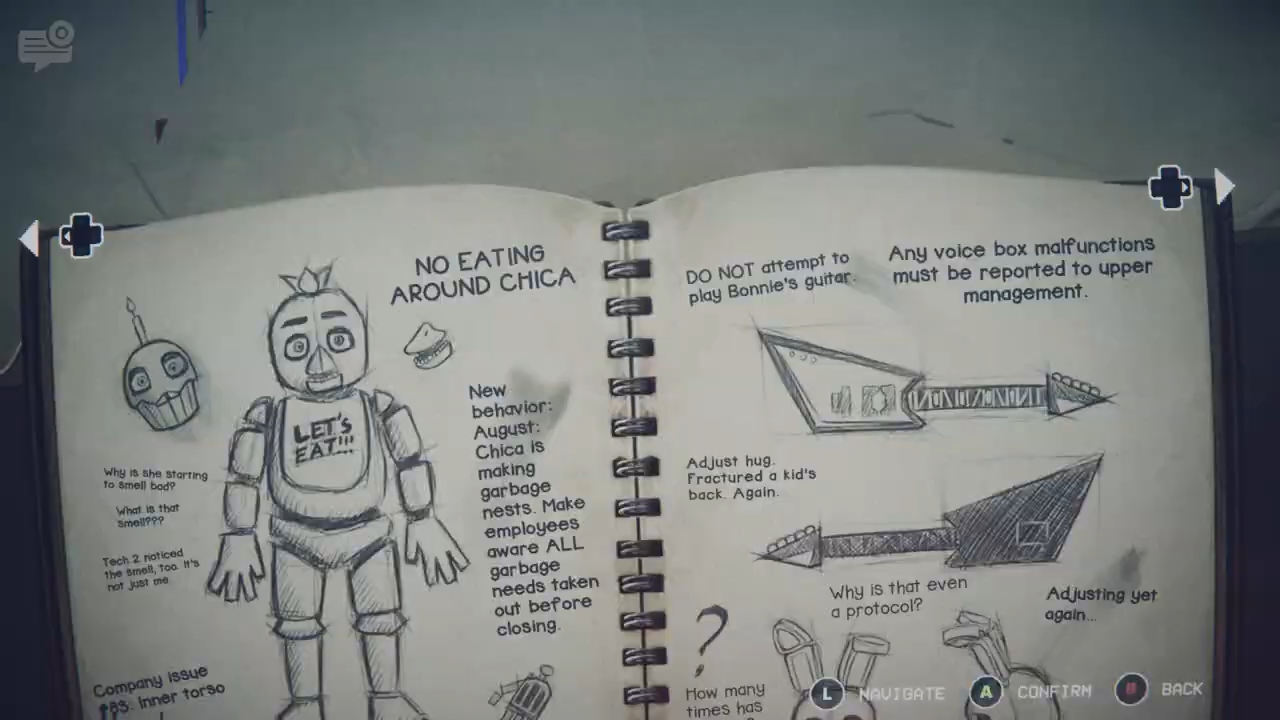 NO EATING
AROUND CHICA
LET'S
EAT!!!
New
behavior:
August:
Chica is
making
garbage
nests. Make
employees
aware ALL
garbage
needs taken
out before
closing.
Why is she starting
to smell bad?
What is that
smell???
Tech 2 noticed
the smell, too. It's
not just me.
Company issue
PBS: Inner torso
DO NOT attempt to
play Bonnie's guitar.
Any voice box malfunctions
must be reported to upper
management.
Adjust hug.
Fractured a kid's
back. Again.
Why is that even
a protocol?
Adjusting yet
again...
?
How many
times has
L NAVIGATE
A CONFIRM
B BACK